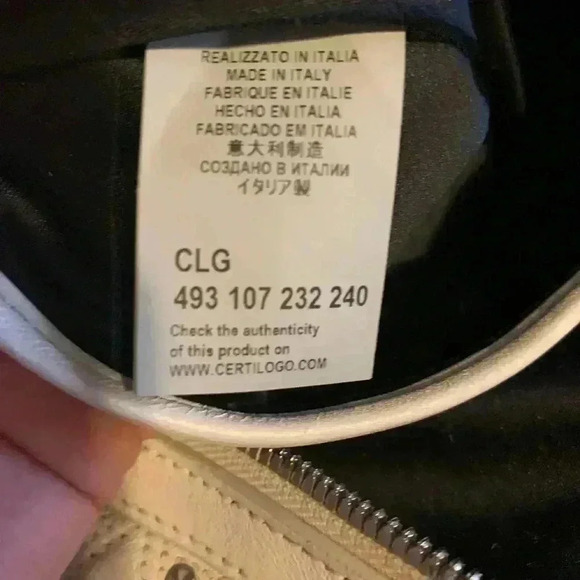 REALIZZATO IN ITALIA
MADE IN ITALY
FABRIQUE EN ITALIE
HECHO EN ITALIA
FABRICADO EM ITALIA
意大利制造
СОЗДАНО В ИТАЛИИ
イタリア製
CLG
493 107 232 240
Check the authenticity
of this product on
WWW.CERTILOGO.COM